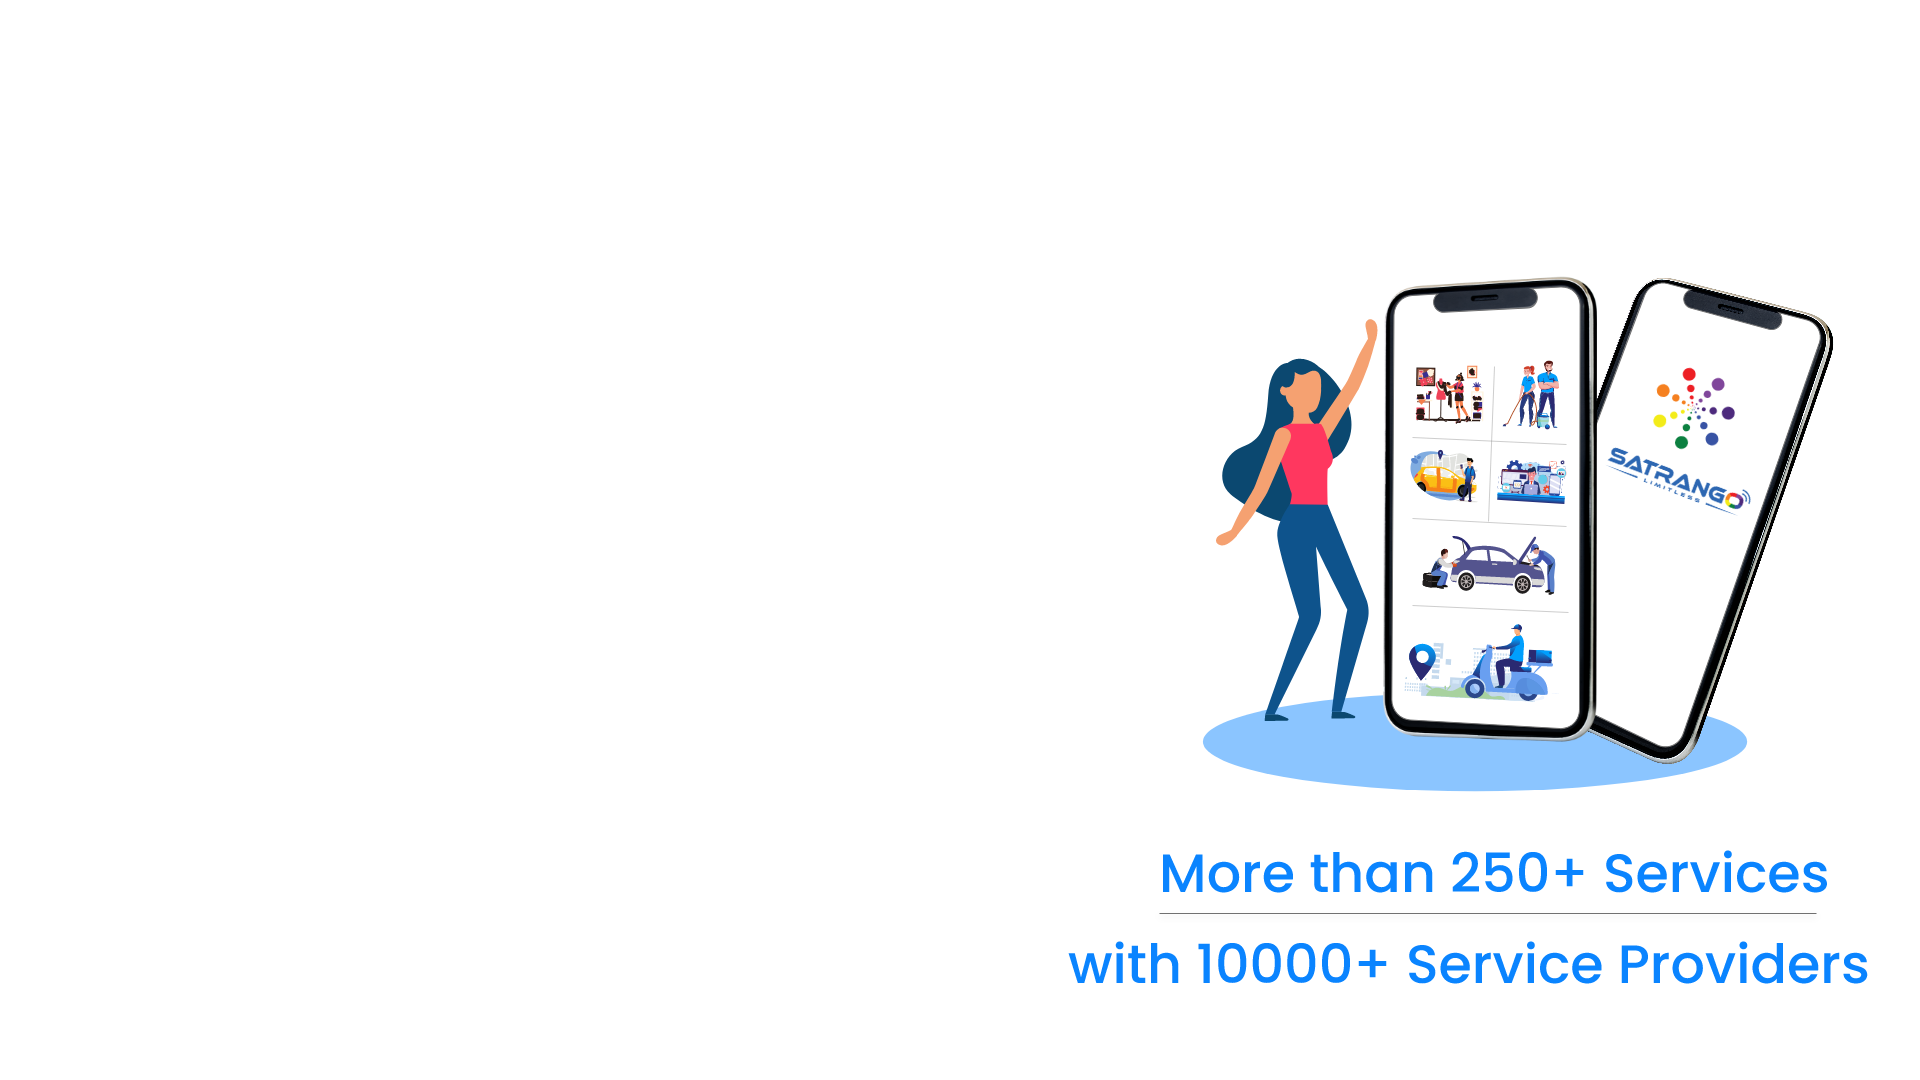 SATRANGO
LIMITLESS
More than 250+ Services
with 10000+ Service Providers